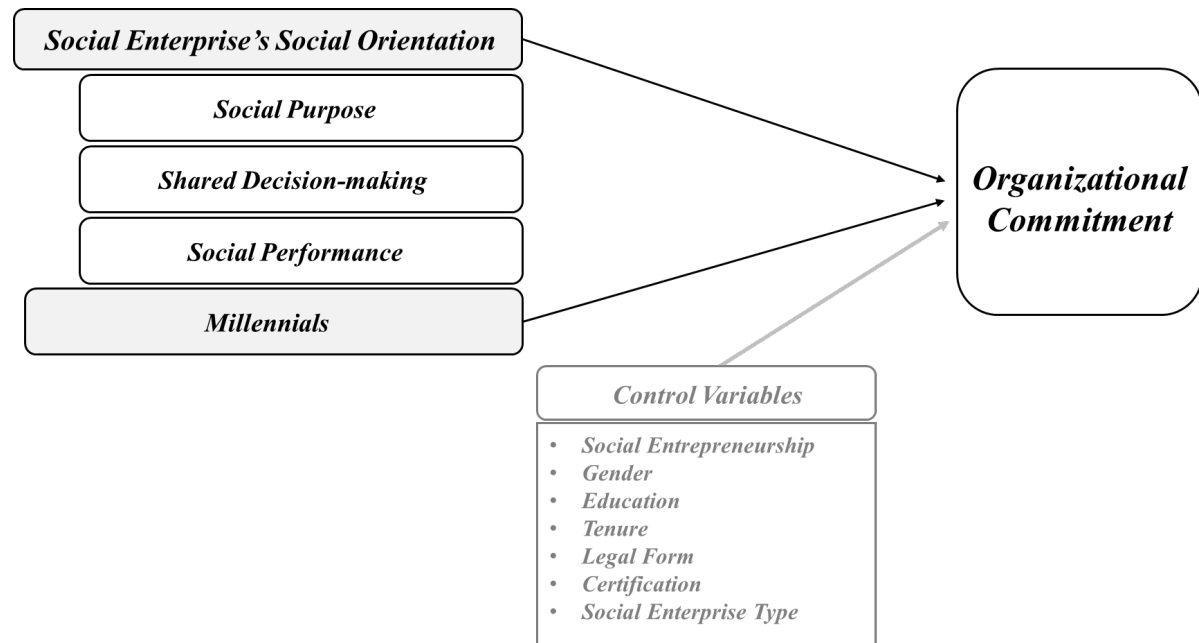 Social Enterprise's Social Orientation
Social Purpose
Shared Decision-making
Social Performance
Millennials
Organizational
Commitment
Control Variables
• Social Entrepreneurship
• Gender
• Education
• Tenure
• Legal Form
• Certification
• Social Enterprise Type